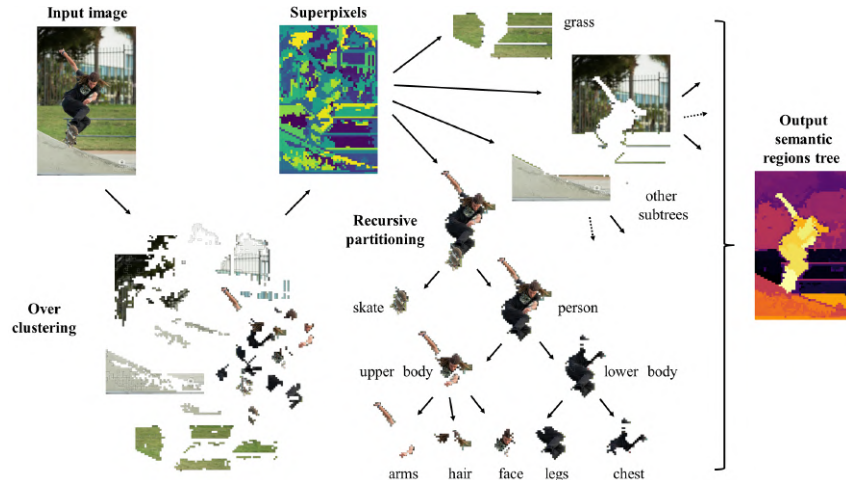 Input image
Superpixels
grass
Output
semantic
regions tree
other
subtrees
Recursive
partitioning
Over
clustering
skate
person
upper body
lower body
arms
hair
face
legs
chest